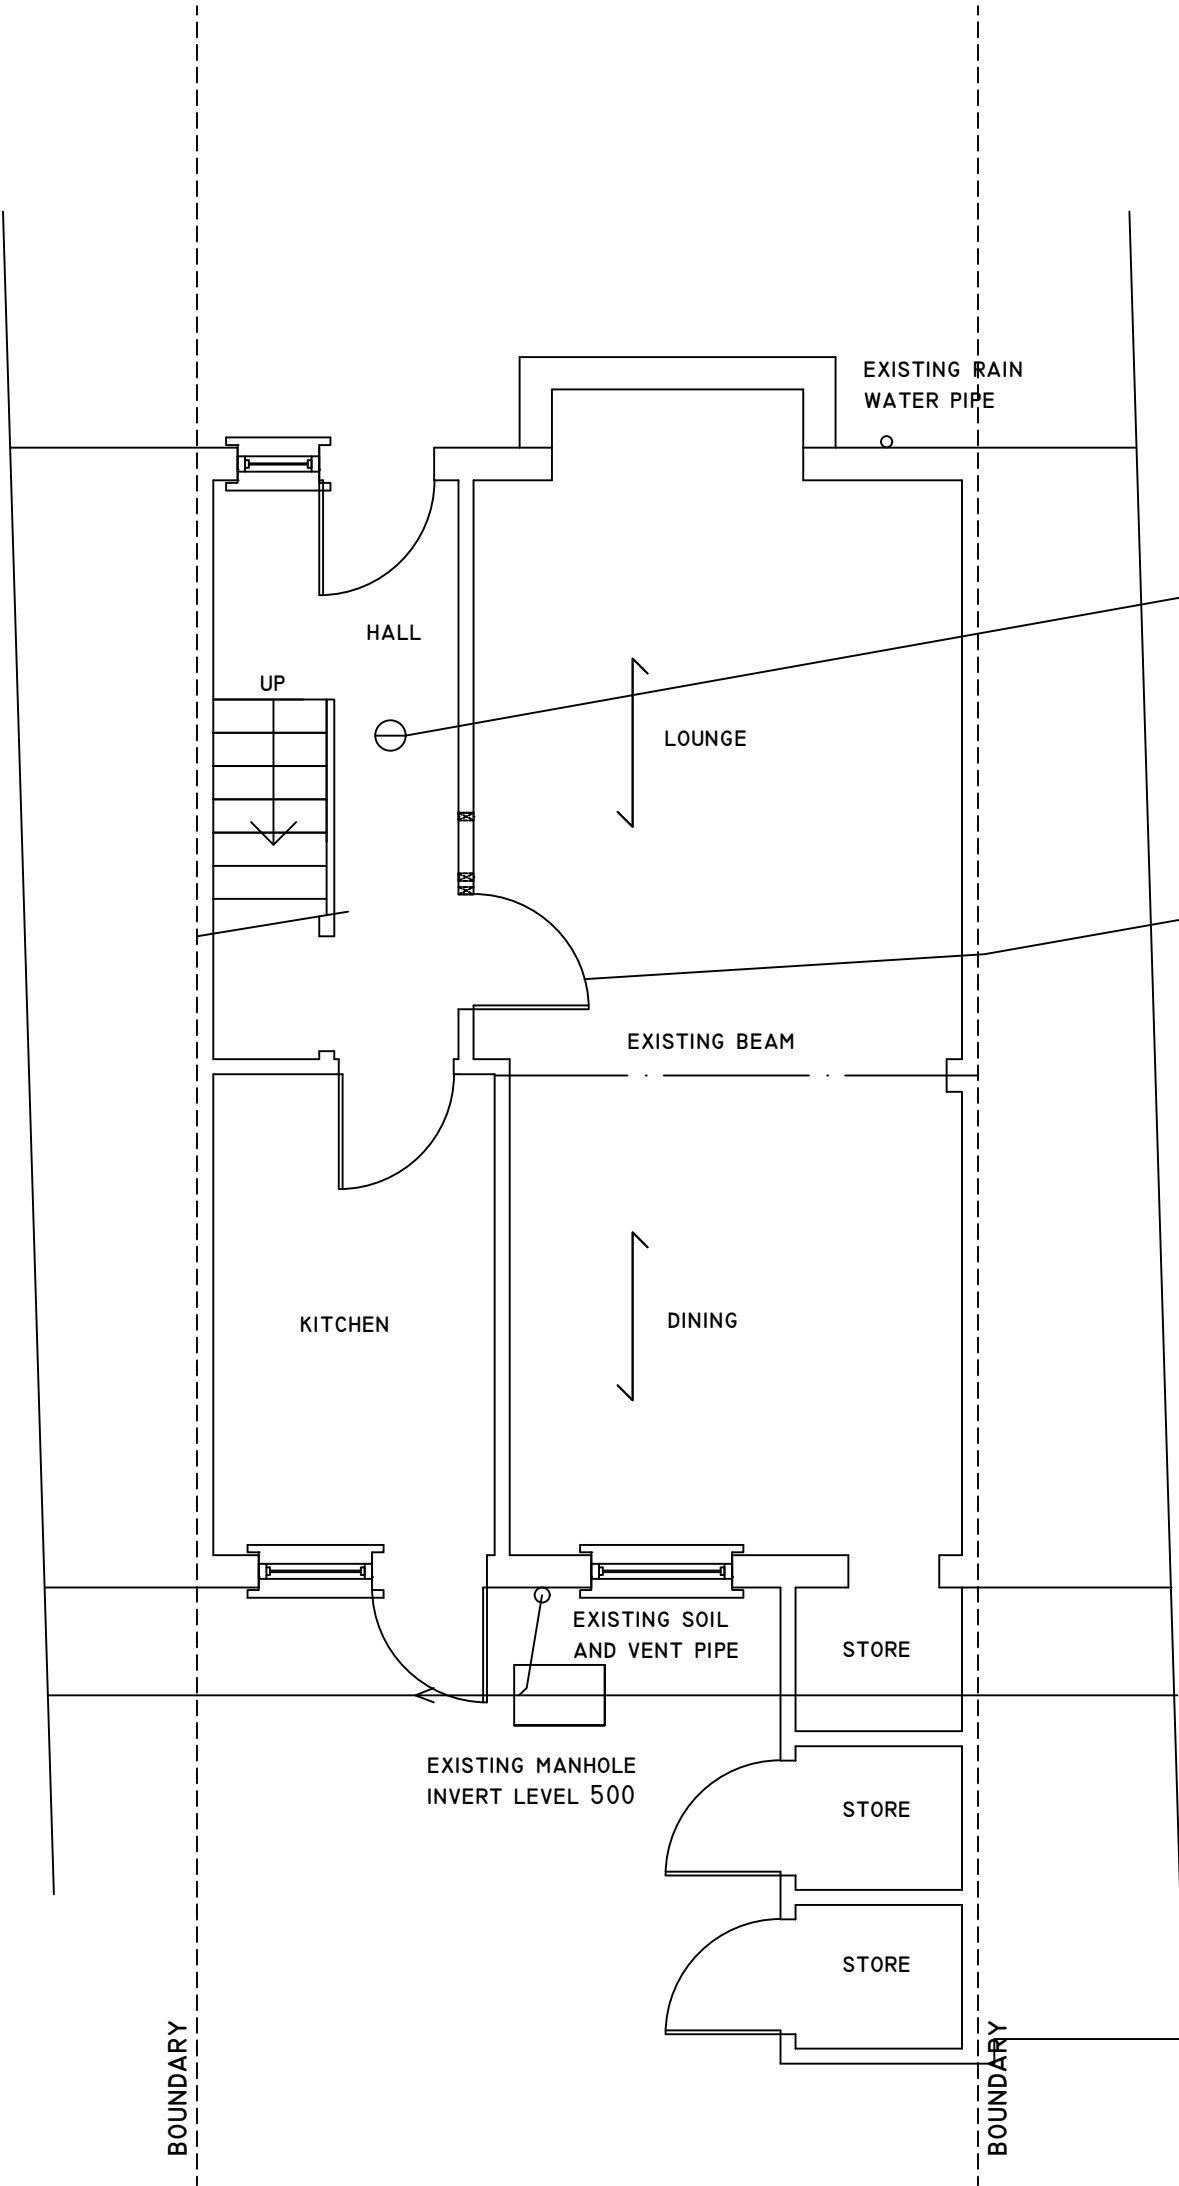 EXISTING RAIN
WATER PIPE
HALL
UP
LOUNGE
EXISTING BEAM
KITCHEN
DINING
EXISTING SOIL
AND VENT PIPE
STORE
EXISTING MANHOLE
INVERT LEVEL 500
STORE
STORE
BOUNDARY
BOUNDARY